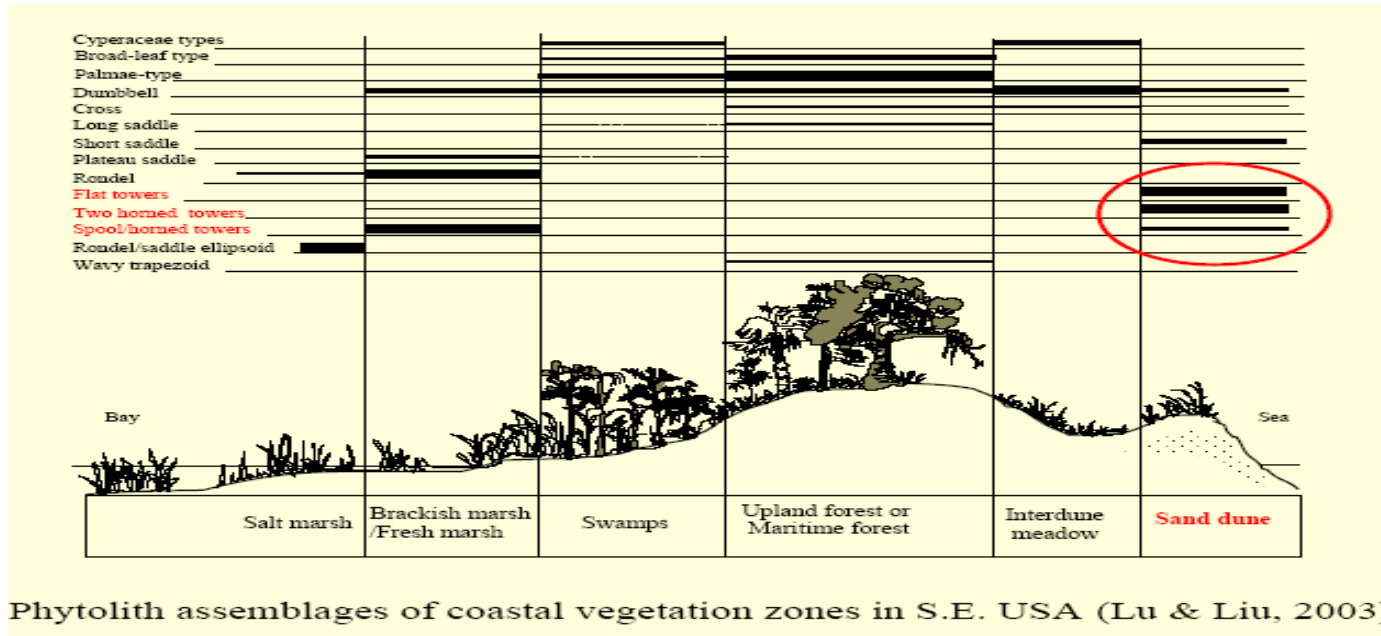 Cyperaceae types
Broad-leaf type
Palmae-type
Dumbbell
Cross
Long saddle
Short saddle
Plateau saddle
Rondel
Flat towers
Two horned towers
Spool/horned towers
Rondel/saddle ellipsoid
Wavy trapezoid
Bay
Sea
Salt marsh
Brackish marsh
/Fresh marsh
Swamps
Upland forest or
Maritime forest
Interdune
meadow
Sand dune
Phytolith assemblages of coastal vegetation zones in S.E. USA (Lu & Liu, 2003)